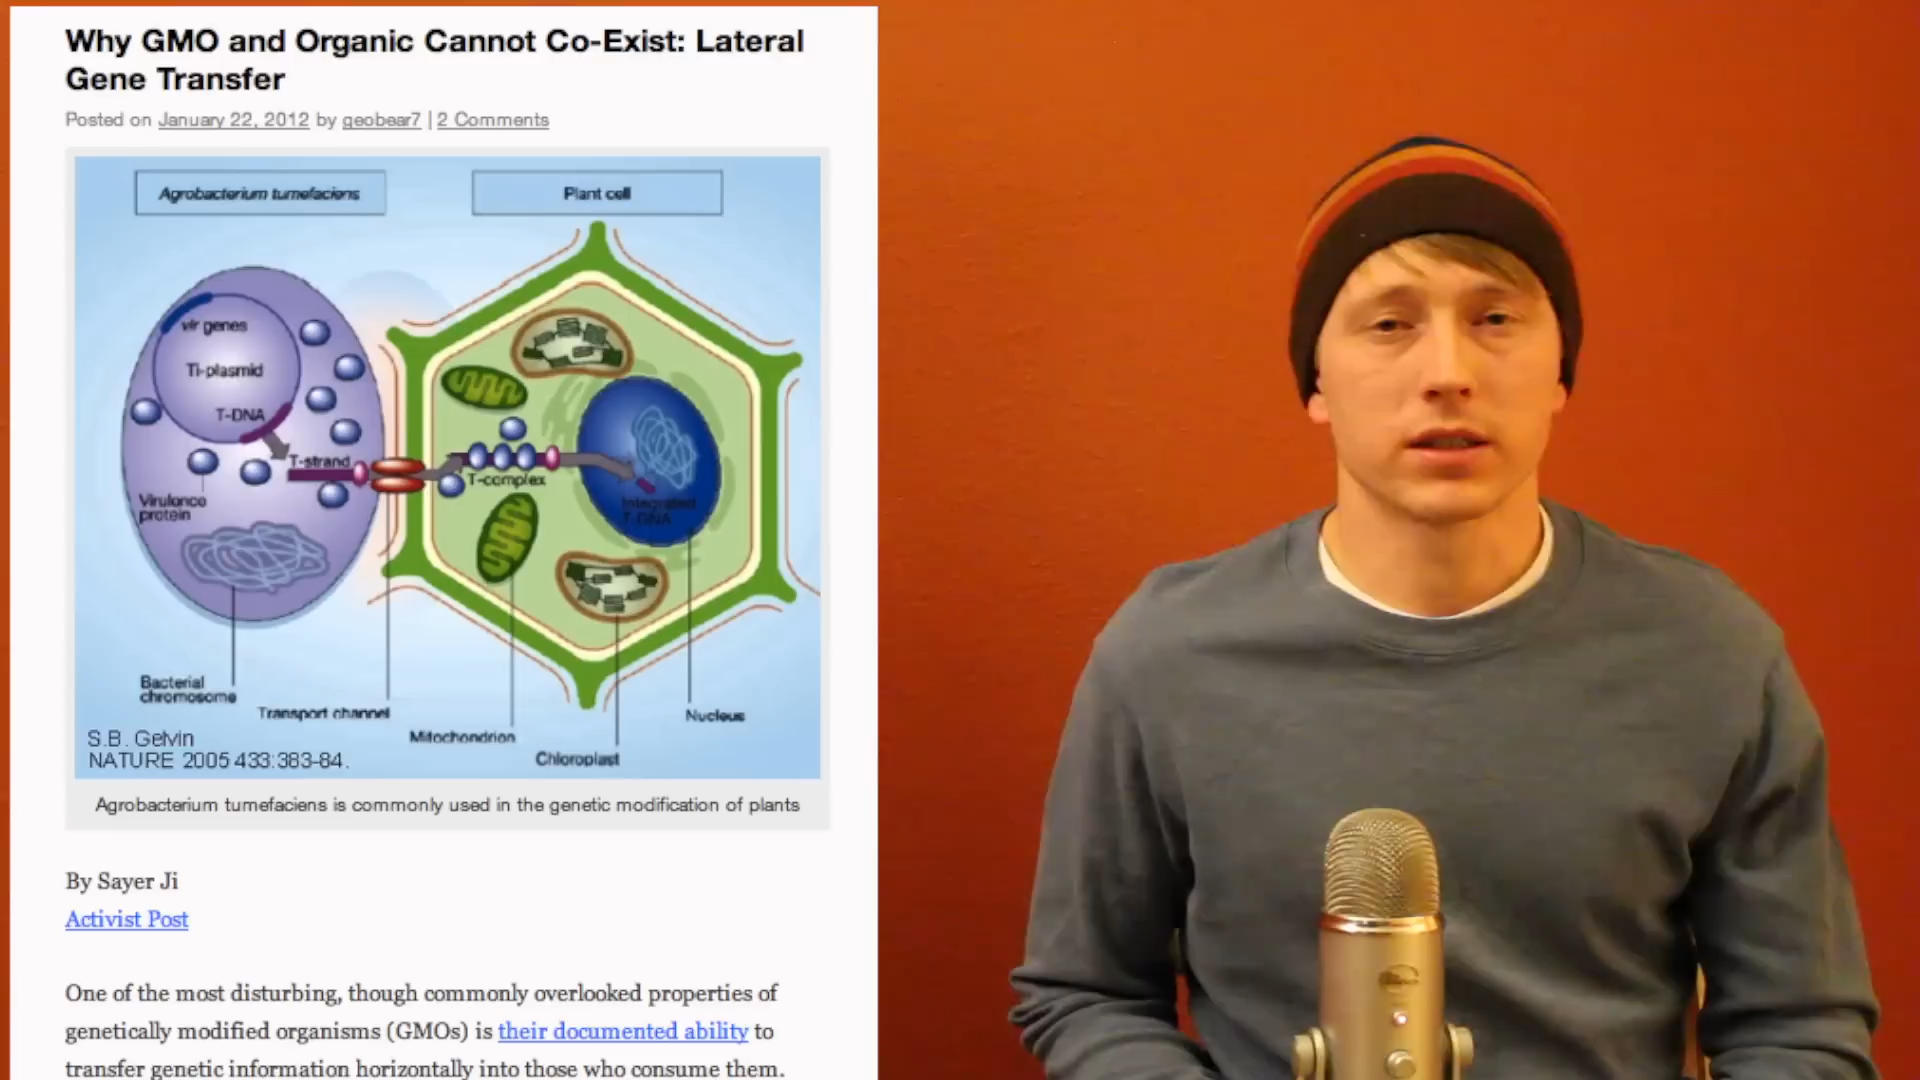 Why GMO and Organic Cannot Co-Exist: Lateral
Gene Transfer
Posted on January 22, 2012 by geobear7 | 2 Comments
Agrobacterium tumefaciens
Plant cell
vir genes
Ti-plasmid
T-DNA
T-strand
T-complex
Virulence
protein
Integrated
T-DNA
Bacterial
chromosome
Transport channel
Mitochondrion
Chloroplast
Nucleus
S.B. Gelvin
NATURE 2005 433:383-84.
Agrobacterium tumefaciens is commonly used in the genetic modification of plants
By Sayer Ji
Activist Post
One of the most disturbing, though commonly overlooked properties of
genetically modified organisms (GMOs) is their documented ability to
transfer genetic information horizontally into those who consume them.